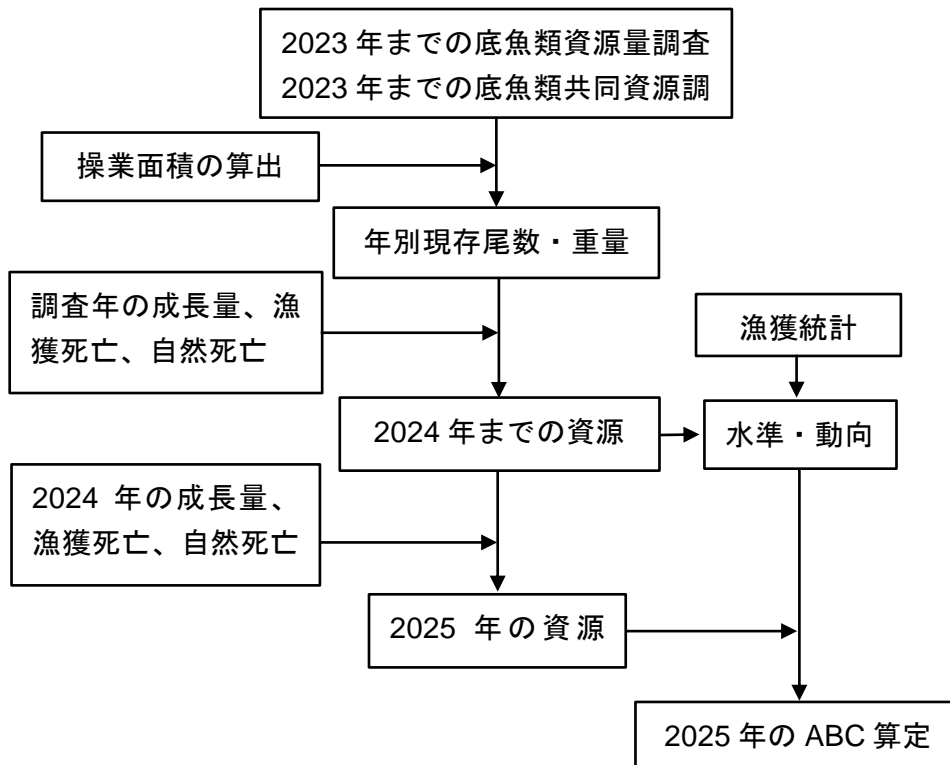 2023 年までの底魚類資源量調査
2023 年までの底魚類共同資源調
操業面積の算出
年別現存尾数・重量
調査年の成長量、漁
獲死亡、自然死亡
漁獲統計
2024 年までの資源
水準・動向
2024 年の成長量、
漁獲死亡、自然死亡
2025 年の資源
2025 年の ABC 算定